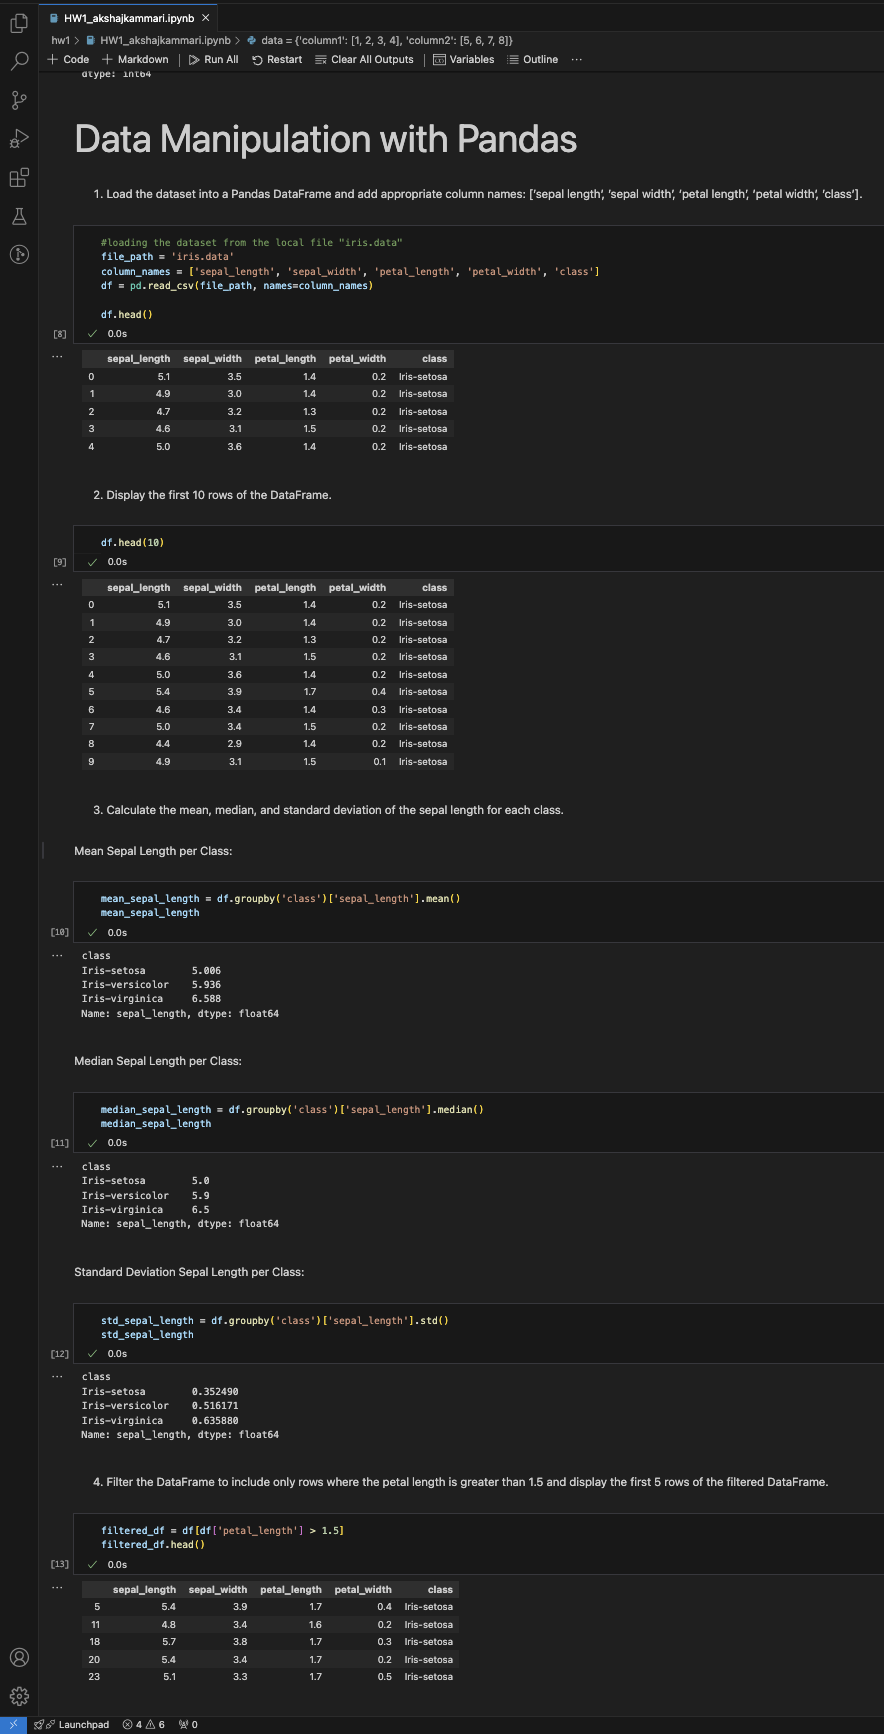 HW1_akshajkammari.ipynb
hw1 > HW1_akshajkammari.ipynb > data = {'column1': [1, 2, 3, 4], 'column2': [5, 6, 7, 8]}
+ Code + Markdown | Run All Restart Clear All Outputs | Variables Outline ...
dtype: int64
Data Manipulation with Pandas
1. Load the dataset into a Pandas DataFrame and add appropriate column names: ['sepal length', 'sepal width', 'petal length', 'petal width', 'class'].
#loading the dataset from the local file "iris.data"
file_path = 'iris.data'
column_names = ['sepal_length', 'sepal_width', 'petal_length', 'petal_width', 'class']
df = pd.read_csv(file_path, names=column_names)
df.head()
[8] ✓ 0.0s
... sepal_length sepal_width petal_length petal_width class
0 5.1 3.5 1.4 0.2 Iris-setosa
1 4.9 3.0 1.4 0.2 Iris-setosa
2 4.7 3.2 1.3 0.2 Iris-setosa
3 4.6 3.1 1.5 0.2 Iris-setosa
4 5.0 3.6 1.4 0.2 Iris-setosa
2. Display the first 10 rows of the DataFrame.
df.head(10)
[9] ✓ 0.0s
... sepal_length sepal_width petal_length petal_width class
0 5.1 3.5 1.4 0.2 Iris-setosa
1 4.9 3.0 1.4 0.2 Iris-setosa
2 4.7 3.2 1.3 0.2 Iris-setosa
3 4.6 3.1 1.5 0.2 Iris-setosa
4 5.0 3.6 1.4 0.2 Iris-setosa
5 5.4 3.9 1.7 0.4 Iris-setosa
6 4.6 3.4 1.4 0.3 Iris-setosa
7 5.0 3.4 1.5 0.2 Iris-setosa
8 4.4 2.9 1.4 0.2 Iris-setosa
9 4.9 3.1 1.5 0.1 Iris-setosa
3. Calculate the mean, median, and standard deviation of the sepal length for each class.
Mean Sepal Length per Class:
mean_sepal_length = df.groupby('class')['sepal_length'].mean()
mean_sepal_length
[10] ✓ 0.0s
... class
Iris-setosa 5.006
Iris-versicolor 5.936
Iris-virginica 6.588
Name: sepal_length, dtype: float64
Median Sepal Length per Class:
median_sepal_length = df.groupby('class')['sepal_length'].median()
median_sepal_length
[11] ✓ 0.0s
... class
Iris-setosa 5.0
Iris-versicolor 5.9
Iris-virginica 6.5
Name: sepal_length, dtype: float64
Standard Deviation Sepal Length per Class:
std_sepal_length = df.groupby('class')['sepal_length'].std()
std_sepal_length
[12] ✓ 0.0s
... class
Iris-setosa 0.352490
Iris-versicolor 0.516171
Iris-virginica 0.635880
Name: sepal_length, dtype: float64
4. Filter the DataFrame to include only rows where the petal length is greater than 1.5 and display the first 5 rows of the filtered DataFrame.
filtered_df = df[df['petal_length'] > 1.5]
filtered_df.head()
[13] ✓ 0.0s
... sepal_length sepal_width petal_length petal_width class
5 5.4 3.9 1.7 0.4 Iris-setosa
11 4.8 3.4 1.6 0.2 Iris-setosa
18 5.7 3.8 1.7 0.3 Iris-setosa
20 5.4 3.4 1.7 0.2 Iris-setosa
23 5.1 3.3 1.7 0.5 Iris-setosa
Launchpad 4 6 0